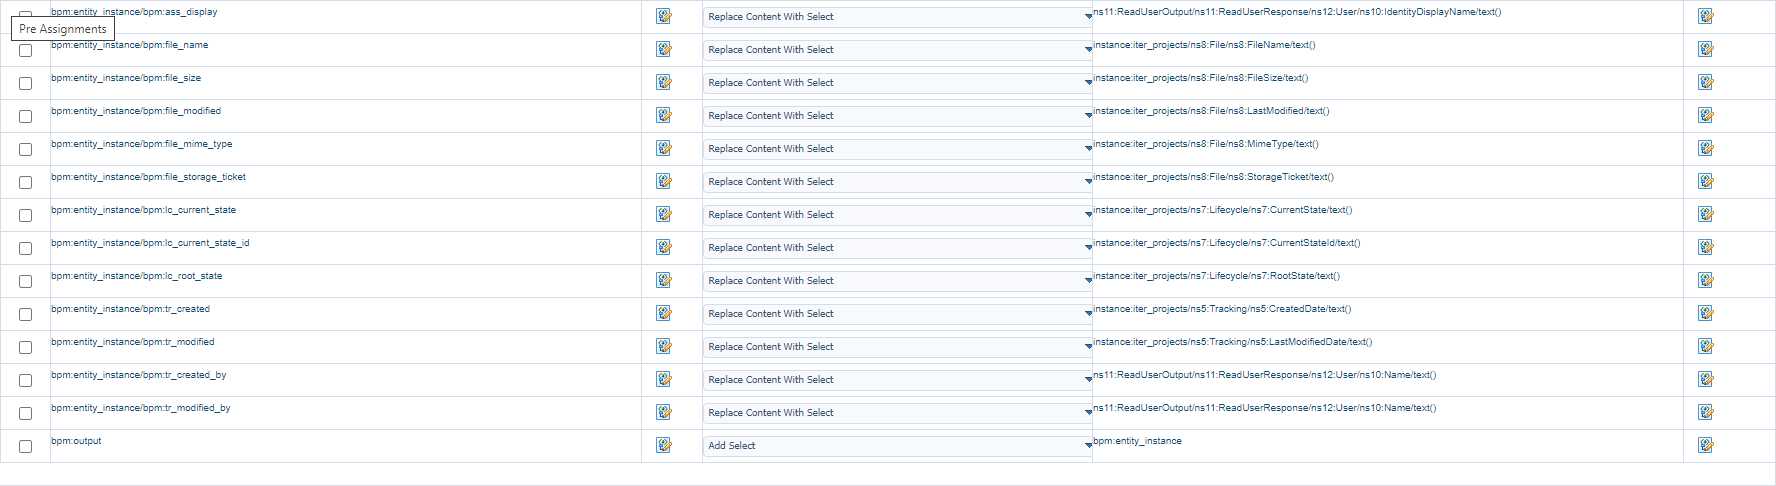 bpm:entity_instance/bpm:ass_display Replace Content With Select ns11:ReadUserOutput/ns11:ReadUserResponse/ns12:User/ns10:IdentityDisplayName/text()
Pre Assignments
bpm:entity_instance/bpm:file_name Replace Content With Select instance:iter_projects/ns8:File/ns8:FileName/text()
bpm:entity_instance/bpm:file_size Replace Content With Select instance:iter_projects/ns8:File/ns8:FileSize/text()
bpm:entity_instance/bpm:file_modified Replace Content With Select instance:iter_projects/ns8:File/ns8:LastModified/text()
bpm:entity_instance/bpm:file_mime_type Replace Content With Select instance:iter_projects/ns8:File/ns8:MimeType/text()
bpm:entity_instance/bpm:file_storage_ticket Replace Content With Select instance:iter_projects/ns8:File/ns8:StorageTicket/text()
bpm:entity_instance/bpm:lc_current_state Replace Content With Select instance:iter_projects/ns7:Lifecycle/ns7:CurrentState/text()
bpm:entity_instance/bpm:lc_current_state_id Replace Content With Select instance:iter_projects/ns7:Lifecycle/ns7:CurrentStateId/text()
bpm:entity_instance/bpm:lc_root_state Replace Content With Select instance:iter_projects/ns7:Lifecycle/ns7:RootState/text()
bpm:entity_instance/bpm:tr_created Replace Content With Select instance:iter_projects/ns5:Tracking/ns5:CreatedDate/text()
bpm:entity_instance/bpm:tr_modified Replace Content With Select instance:iter_projects/ns5:Tracking/ns5:LastModifiedDate/text()
bpm:entity_instance/bpm:tr_created_by Replace Content With Select ns11:ReadUserOutput/ns11:ReadUserResponse/ns12:User/ns10:Name/text()
bpm:entity_instance/bpm:tr_modified_by Replace Content With Select ns11:ReadUserOutput/ns11:ReadUserResponse/ns12:User/ns10:Name/text()
bpm:output Add Select bpm:entity_instance